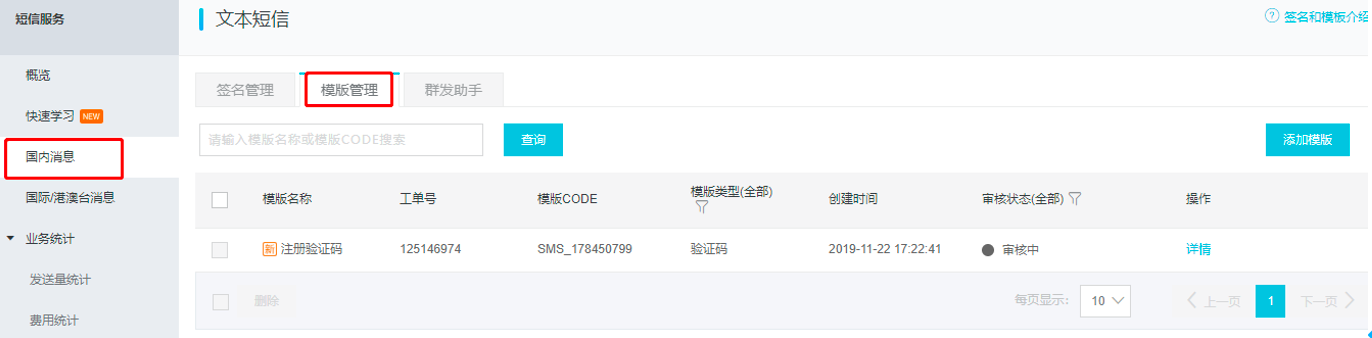 短信服务
文本短信
签名和模板介绍
概览
快速学习 NEW
国内消息
国际/港澳台消息
业务统计
发送量统计
费用统计
签名管理 模版管理 群发助手
请输入模版名称或模版CODE搜索 查询 添加模版
模版名称 工单号 模版CODE 模版类型(全部) 创建时间 审核状态(全部) 操作
新 注册验证码 125146974 SMS_178450799 验证码 2019-11-22 17:22:41 审核中 详情
删除 每页显示: 10 上一页 1 下一页